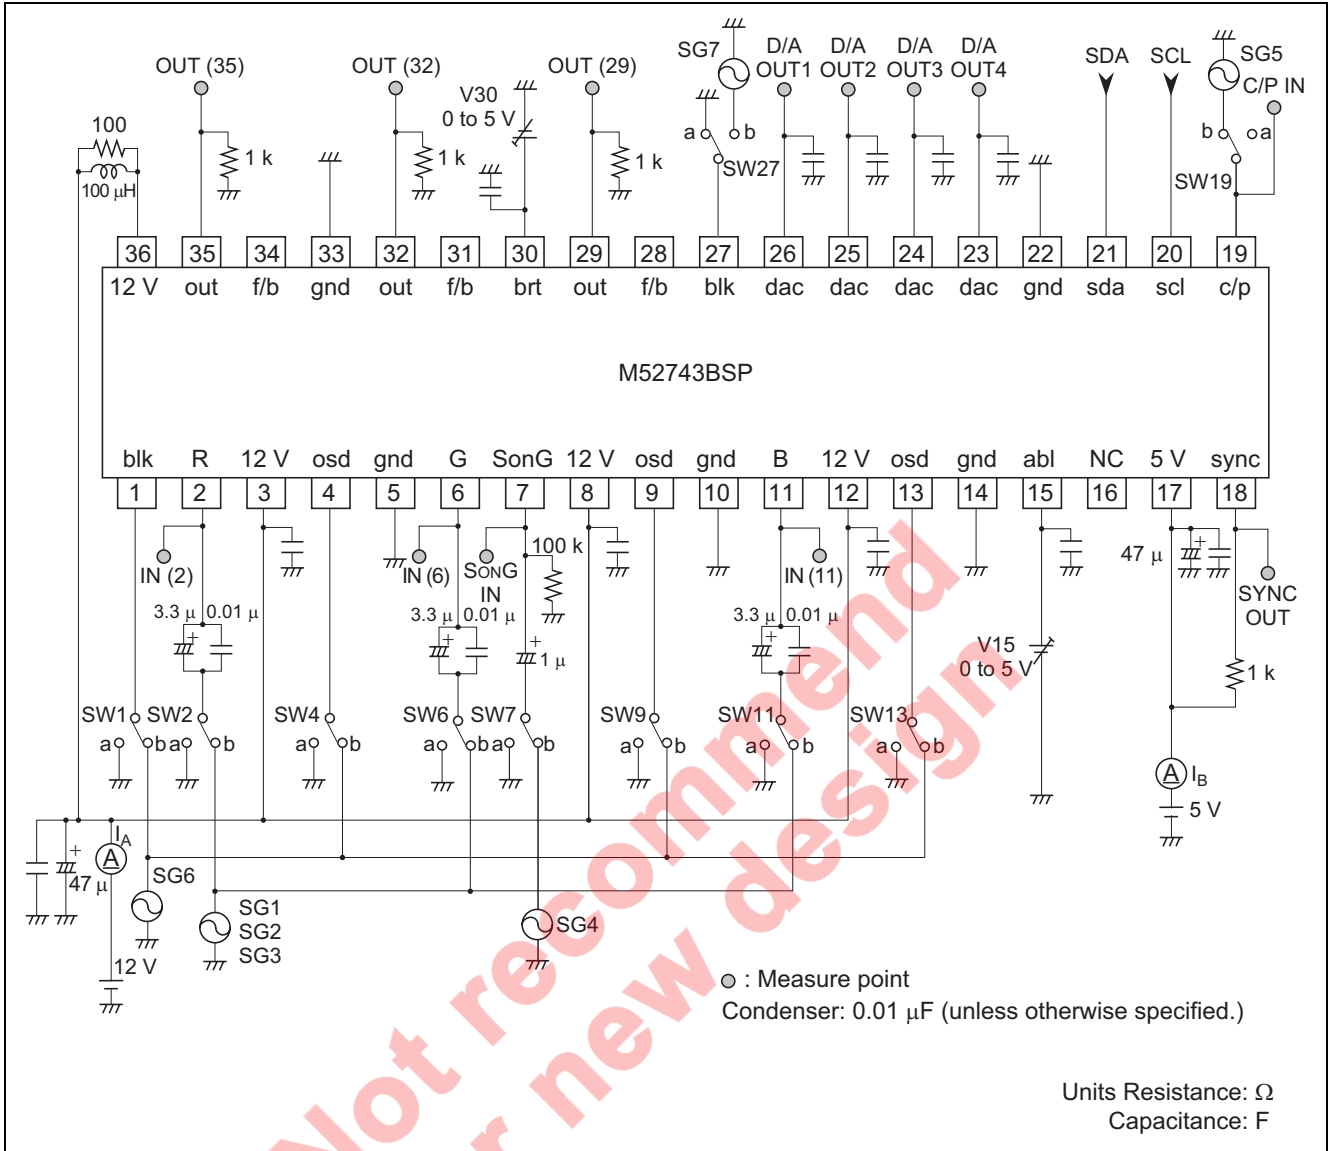 OUT (35)
OUT (32)
OUT (29)
SG7
D/A
OUT1
D/A
OUT2
D/A
OUT3
D/A
OUT4
SDA
SCL
SG5
C/P IN
V30
0 to 5 V
100
100 μH
1 k
1 k
1 k
a
b
SW27
b
a
SW19
36 35 34 33 32 31 30 29 28 27 26 25 24 23 22 21 20 19
12 V out f/b gnd out f/b brt out f/b blk dac dac dac dac gnd sda scl c/p
M52743BSP
blk R 12 V osd gnd G SonG 12 V osd gnd B 12 V osd gnd abl NC 5 V sync
1 2 3 4 5 6 7 8 9 10 11 12 13 14 15 16 17 18
IN (2)
IN (6)
SONG
IN
100 k
IN (11)
47 μ
+
SYNC
OUT
3.3 μ 0.01 μ
+
3.3 μ 0.01 μ
+
+
1 μ
3.3 μ 0.01 μ
+
V15
0 to 5 V
1 k
SW1 SW2 SW4 SW6 SW7 SW9 SW11 SW13
a b a b a b a b a b a b a b a b
A IB
5 V
+
47 μ
IA
A
SG6
SG1
SG2
SG3
SG4
12 V
: Measure point
Condenser: 0.01 μF (unless otherwise specified.)
Units Resistance: Ω
Capacitance: F
Not recommend
r new design